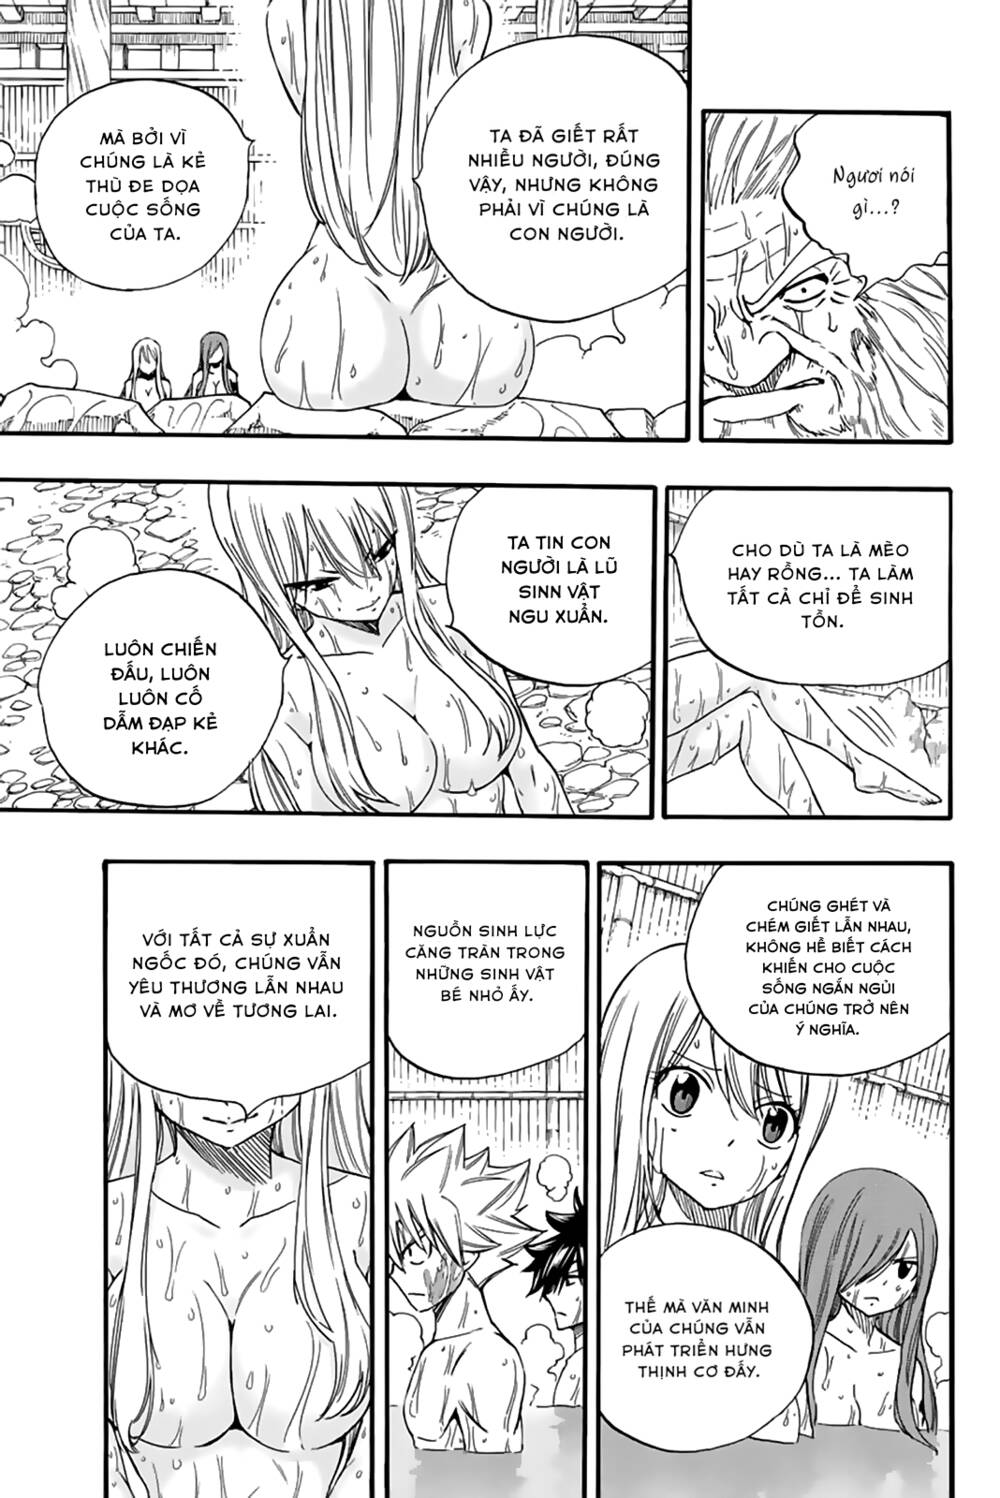 Ngươi nói
gì...?
TA ĐÃ GIẾT RẤT
NHIỀU NGƯỜI, ĐÚNG
VẬY, NHƯNG KHÔNG
PHẢI VÌ CHÚNG LÀ
CON NGƯỜI.
MÀ BỞI VÌ
CHÚNG LÀ KẺ
THÙ ĐE DỌA
CUỘC SỐNG
CỦA TA.
CHO DÙ TA LÀ MÈO
HAY RỒNG... TA LÀM
TẤT CẢ CHỈ ĐỂ SINH
TỒN.
TA TIN CON
NGƯỜI LÀ LŨ
SINH VẬT
NGU XUẨN.
LUÔN CHIẾN
ĐẤU, LUÔN
LUÔN CỐ
DẪM ĐẠP KẺ
KHÁC.
CHÚNG GHÉT VÀ
CHÉM GIẾT LẪN NHAU,
KHÔNG HỀ BIẾT CÁCH
KHIẾN CHO CUỘC
SỐNG NGẮN NGỦI
CỦA CHÚNG TRỞ NÊN
Ý NGHĨA.
THẾ MÀ VĂN MINH
CỦA CHÚNG VẪN
PHÁT TRIỂN HƯNG
THỊNH CƠ ĐẤY.
NGUỒN SINH LỰC
CĂNG TRÀN TRONG
NHỮNG SINH VẬT
BÉ NHỎ ẤY.
VỚI TẤT CẢ SỰ XUẨN
NGỐC ĐÓ, CHÚNG VẪN
YÊU THƯƠNG LẪN NHAU
VÀ MƠ VỀ TƯƠNG LAI.